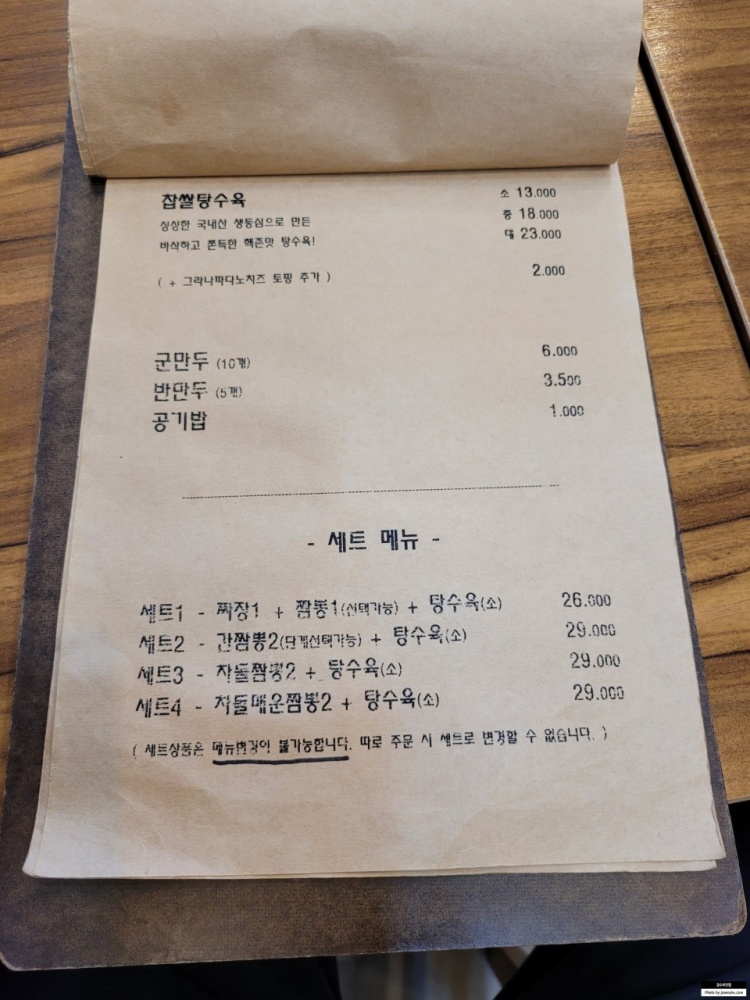 찹쌀탕수육 소 13.000
싱싱한 국내산 생등심으로 만든 중 18.000
바삭하고 쫀득한 핵존맛 탕수육! 대 23.000
( + 그라나파다노치즈 토핑 추가 ) 2.000
군만두 (10개) 6.000
반만두 (5개) 3.500
공기밥 1.000
- 세트 메뉴 -
세트1 - 짜장1 + 짬뽕1(선택가능) + 탕수육(소) 26.000
세트2 - 간짬뽕2(단계선택가능) + 탕수육(소) 29.000
세트3 - 차돌짬뽕2 + 탕수육(소) 29.000
세트4 - 차돌매운짬뽕2 + 탕수육(소) 29.000
( 세트상품은 메뉴변경이 불가능합니다. 따로 주문 시 세트로 변경할 수 없습니다. )